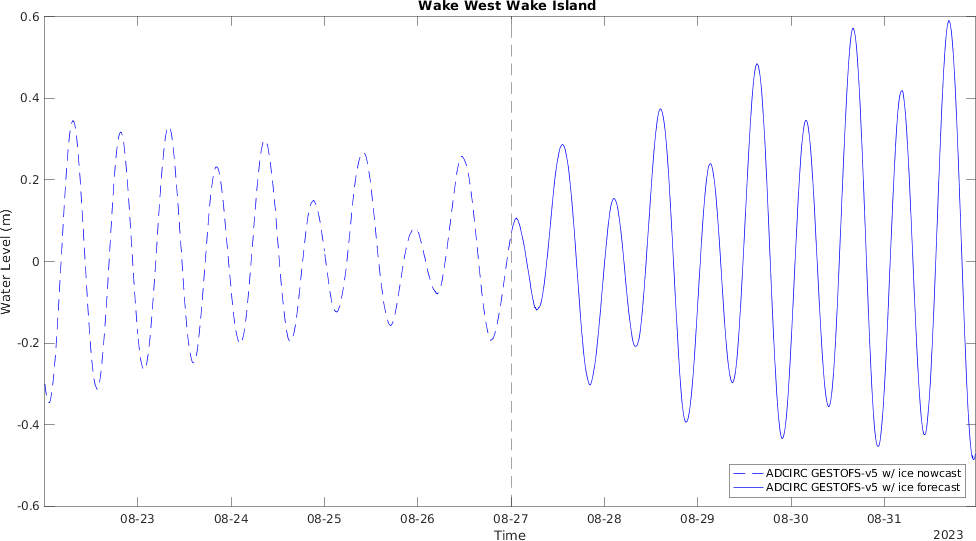 Wake West Wake Island
0.6
0.4
0.2
0
-0.2
-0.4
-0.6
Water Level (m)
ADCIRC GESTOFS-v5 w/ ice nowcast
ADCIRC GESTOFS-v5 w/ ice forecast
08-23 08-24 08-25 08-26 08-27 08-28 08-29 08-30 08-31
Time
2023